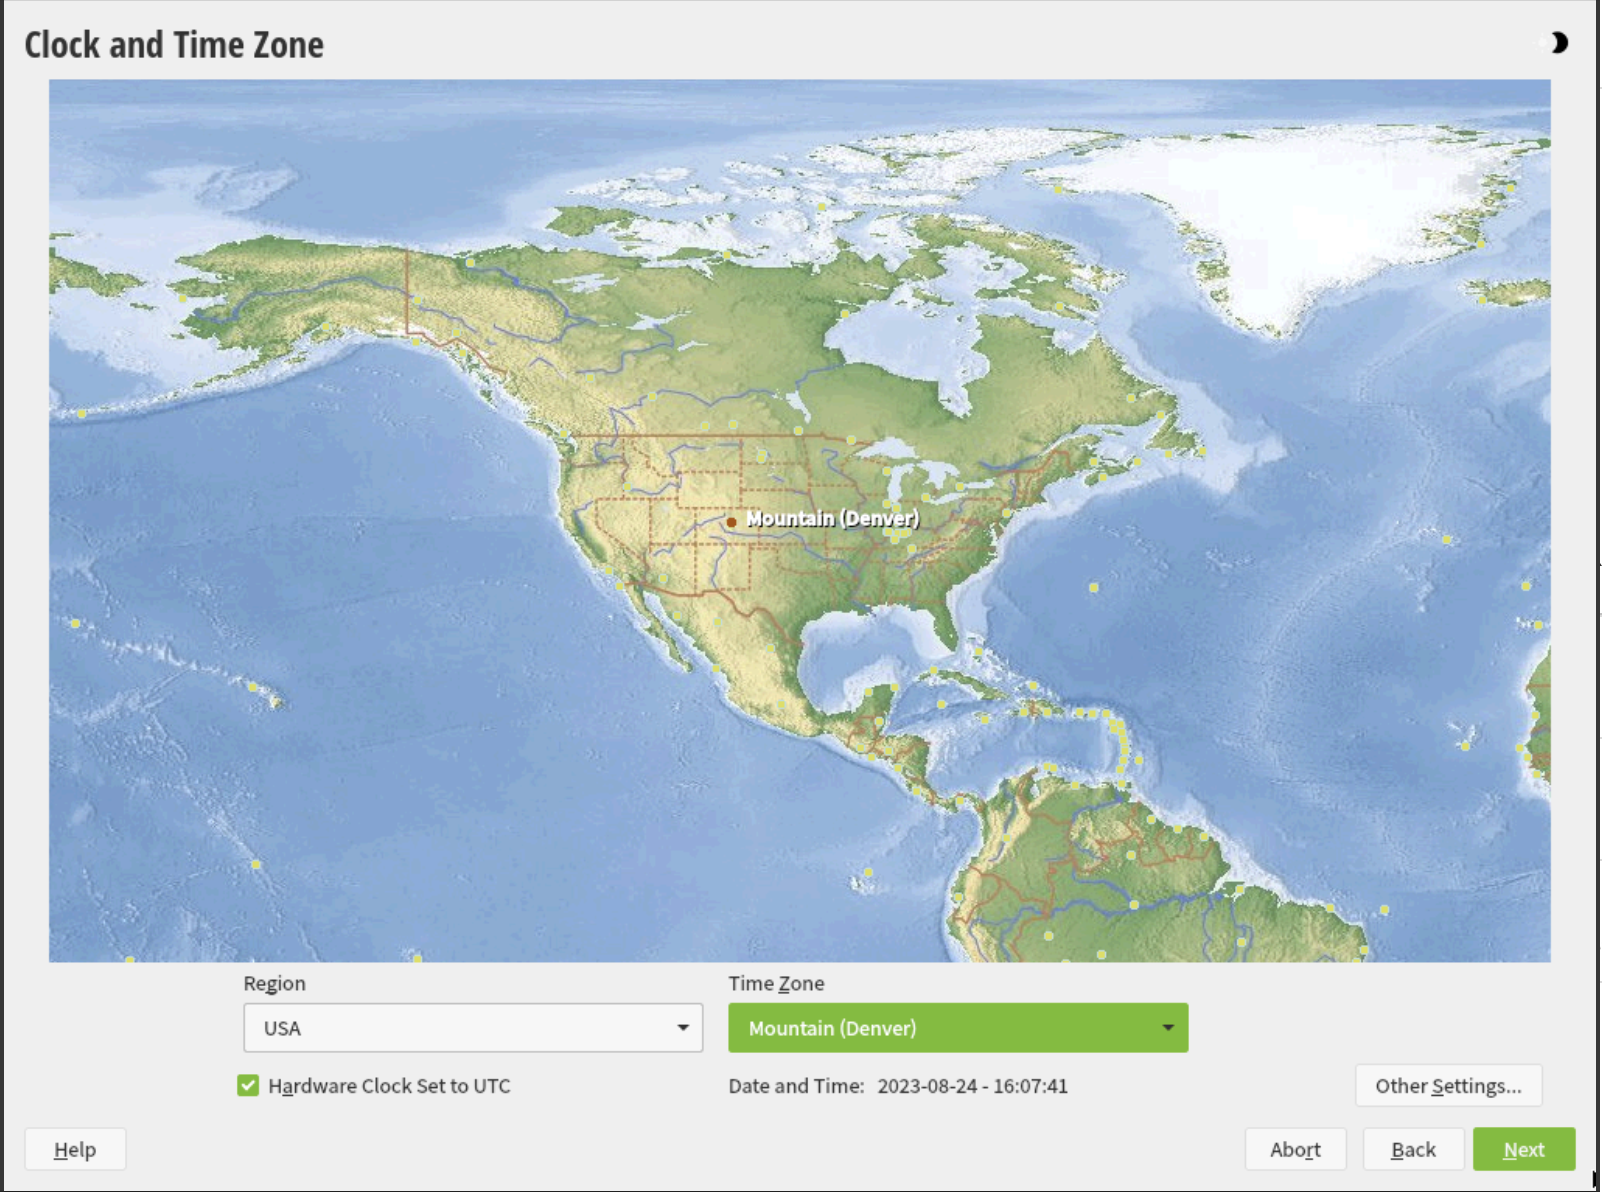 Clock and Time Zone
Mountain (Denver)
Region
Time Zone
USA
Mountain (Denver)
Hardware Clock Set to UTC
Date and Time: 2023-08-24 - 16:07:41
Other Settings...
Help
Abort
Back
Next